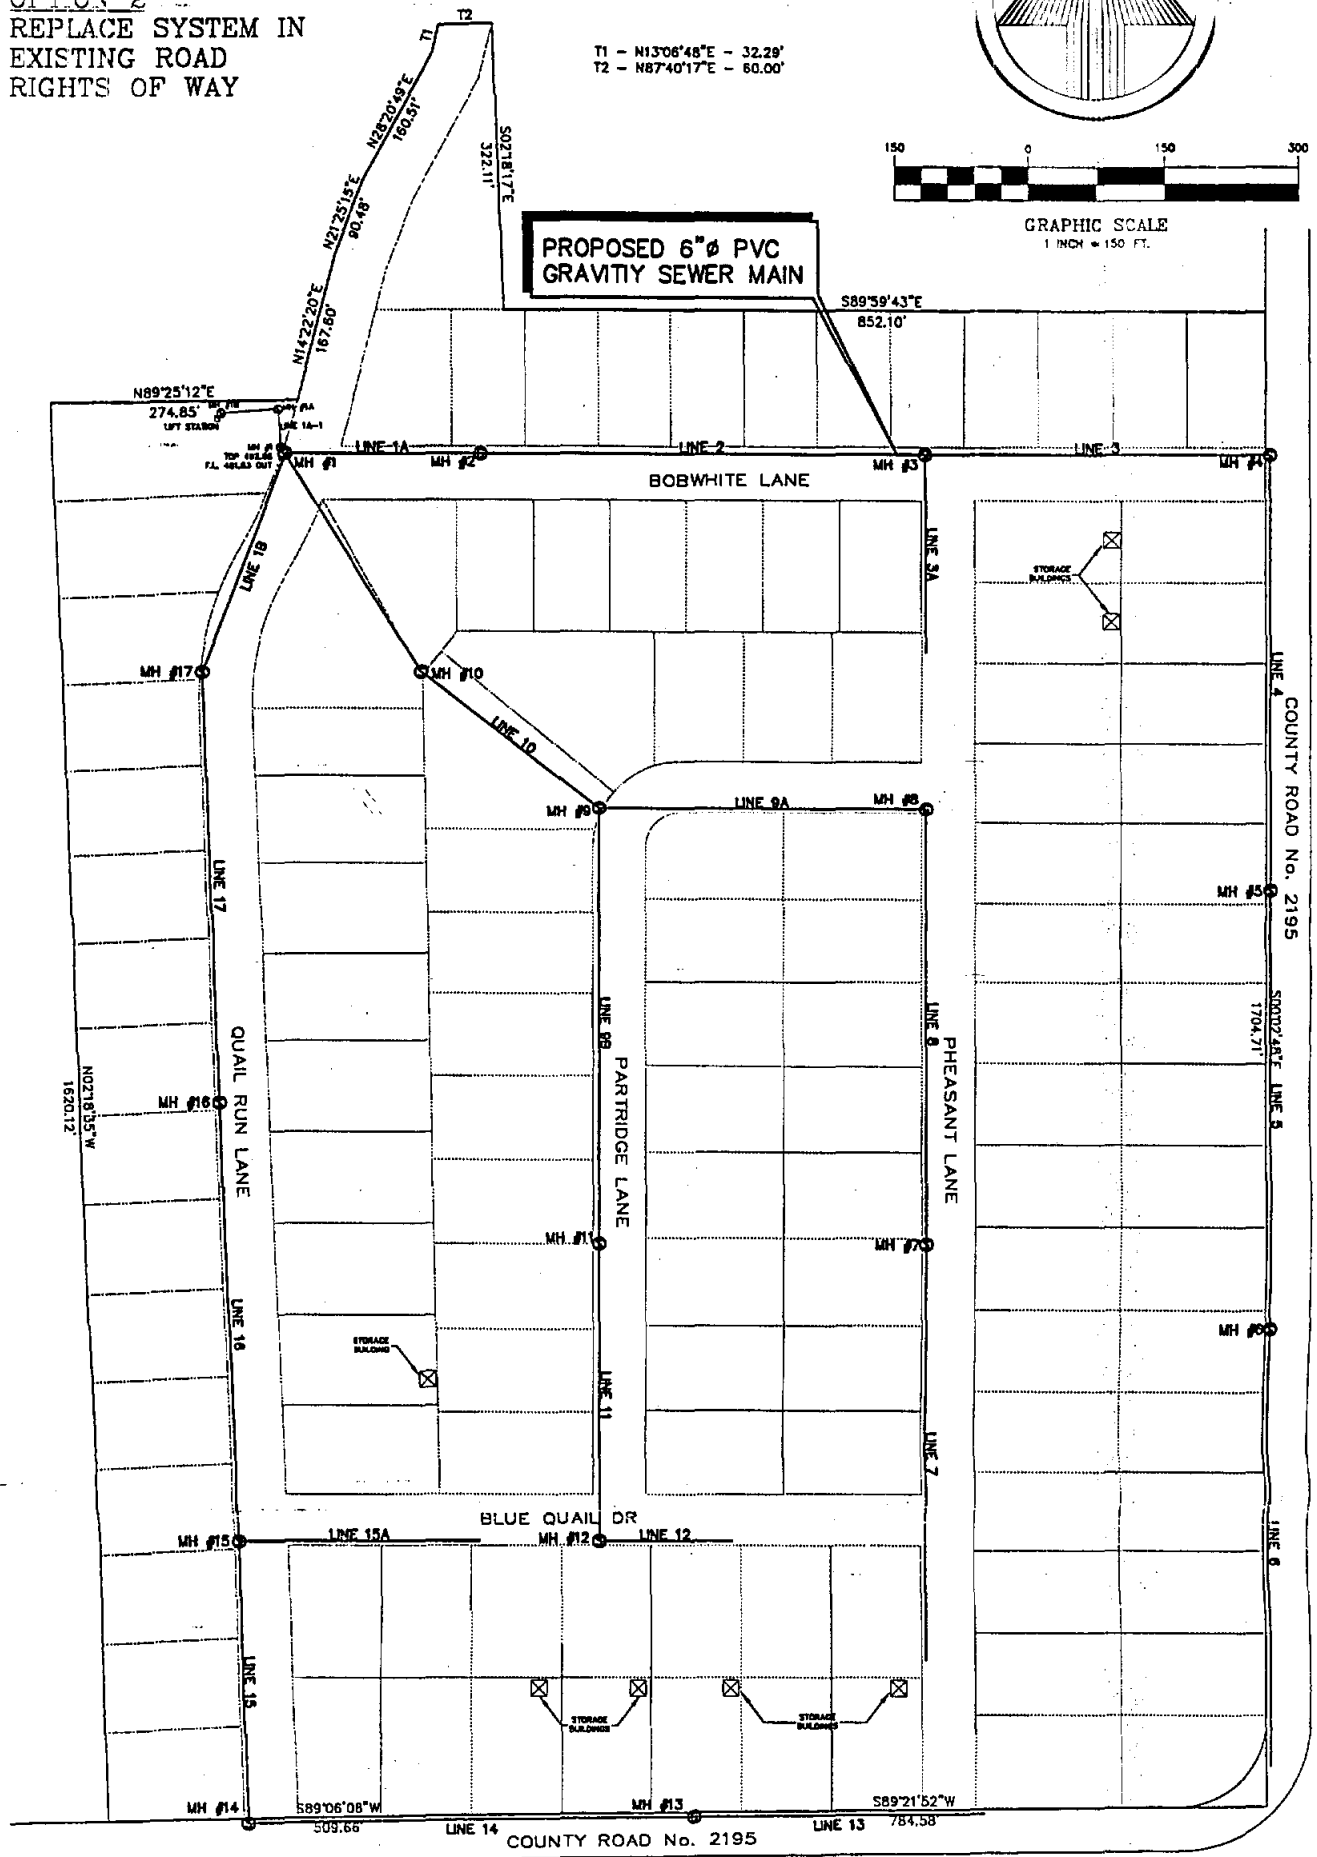 OPTION 2
REPLACE SYSTEM IN
EXISTING ROAD
RIGHTS OF WAY
T1
T2
T1 - N13°06'48"E - 32.29'
T2 - N87°40'17"E - 60.00'
150 0 150 300
GRAPHIC SCALE
1 INCH = 150 FT.
N28°20'49"E
160.51'
S02°18'17"E
322.11'
N21°25'15"E
90.48'
N14°22'20"E
167.60'
PROPOSED 6"ø PVC
GRAVITIY SEWER MAIN
S89°59'43"E
852.10'
N89°25'12"E
274.85'
LIFT STATION
LINE 1A-1
MH #1
LINE 1A
MH #2
LINE 2
MH #3
LINE 3
MH #4
BOBWHITE LANE
LINE 1B
LINE 3A
STORAGE
BUILDINGS
MH #17
MH #10
LINE 4
COUNTY ROAD No. 2195
LINE 10
MH #9
LINE 9A
MH #8
LINE 17
MH #5
LINE 9B
LINE 8
S00°02'48"E
1704.71'
LINE 5
QUAIL RUN LANE
PARTRIDGE LANE
PHEASANT LANE
N02°18'35"W
1620.12'
MH #16
MH #11
MH #7
LINE 16
MH #6
STORAGE
BUILDING
LINE 11
LINE 7
BLUE QUAIL DR
MH #15
LINE 15A
MH #12
LINE 12
LINE 6
LINE 15
STORAGE
BUILDINGS
STORAGE
BUILDINGS
MH #14
S89°06'08"W
509.66'
LINE 14
MH #13
S89°21'52"W
784.58'
LINE 13
COUNTY ROAD No. 2195